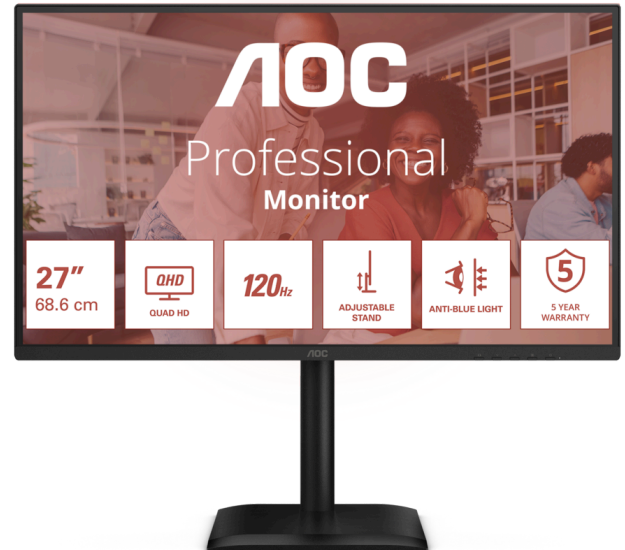 AOC
Professional
Monitor
27"
68.6 cm
QHD
QUAD HD
120Hz
ADJUSTABLE
STAND
ANTI-BLUE LIGHT
5
5 YEAR
WARRANTY
AOC